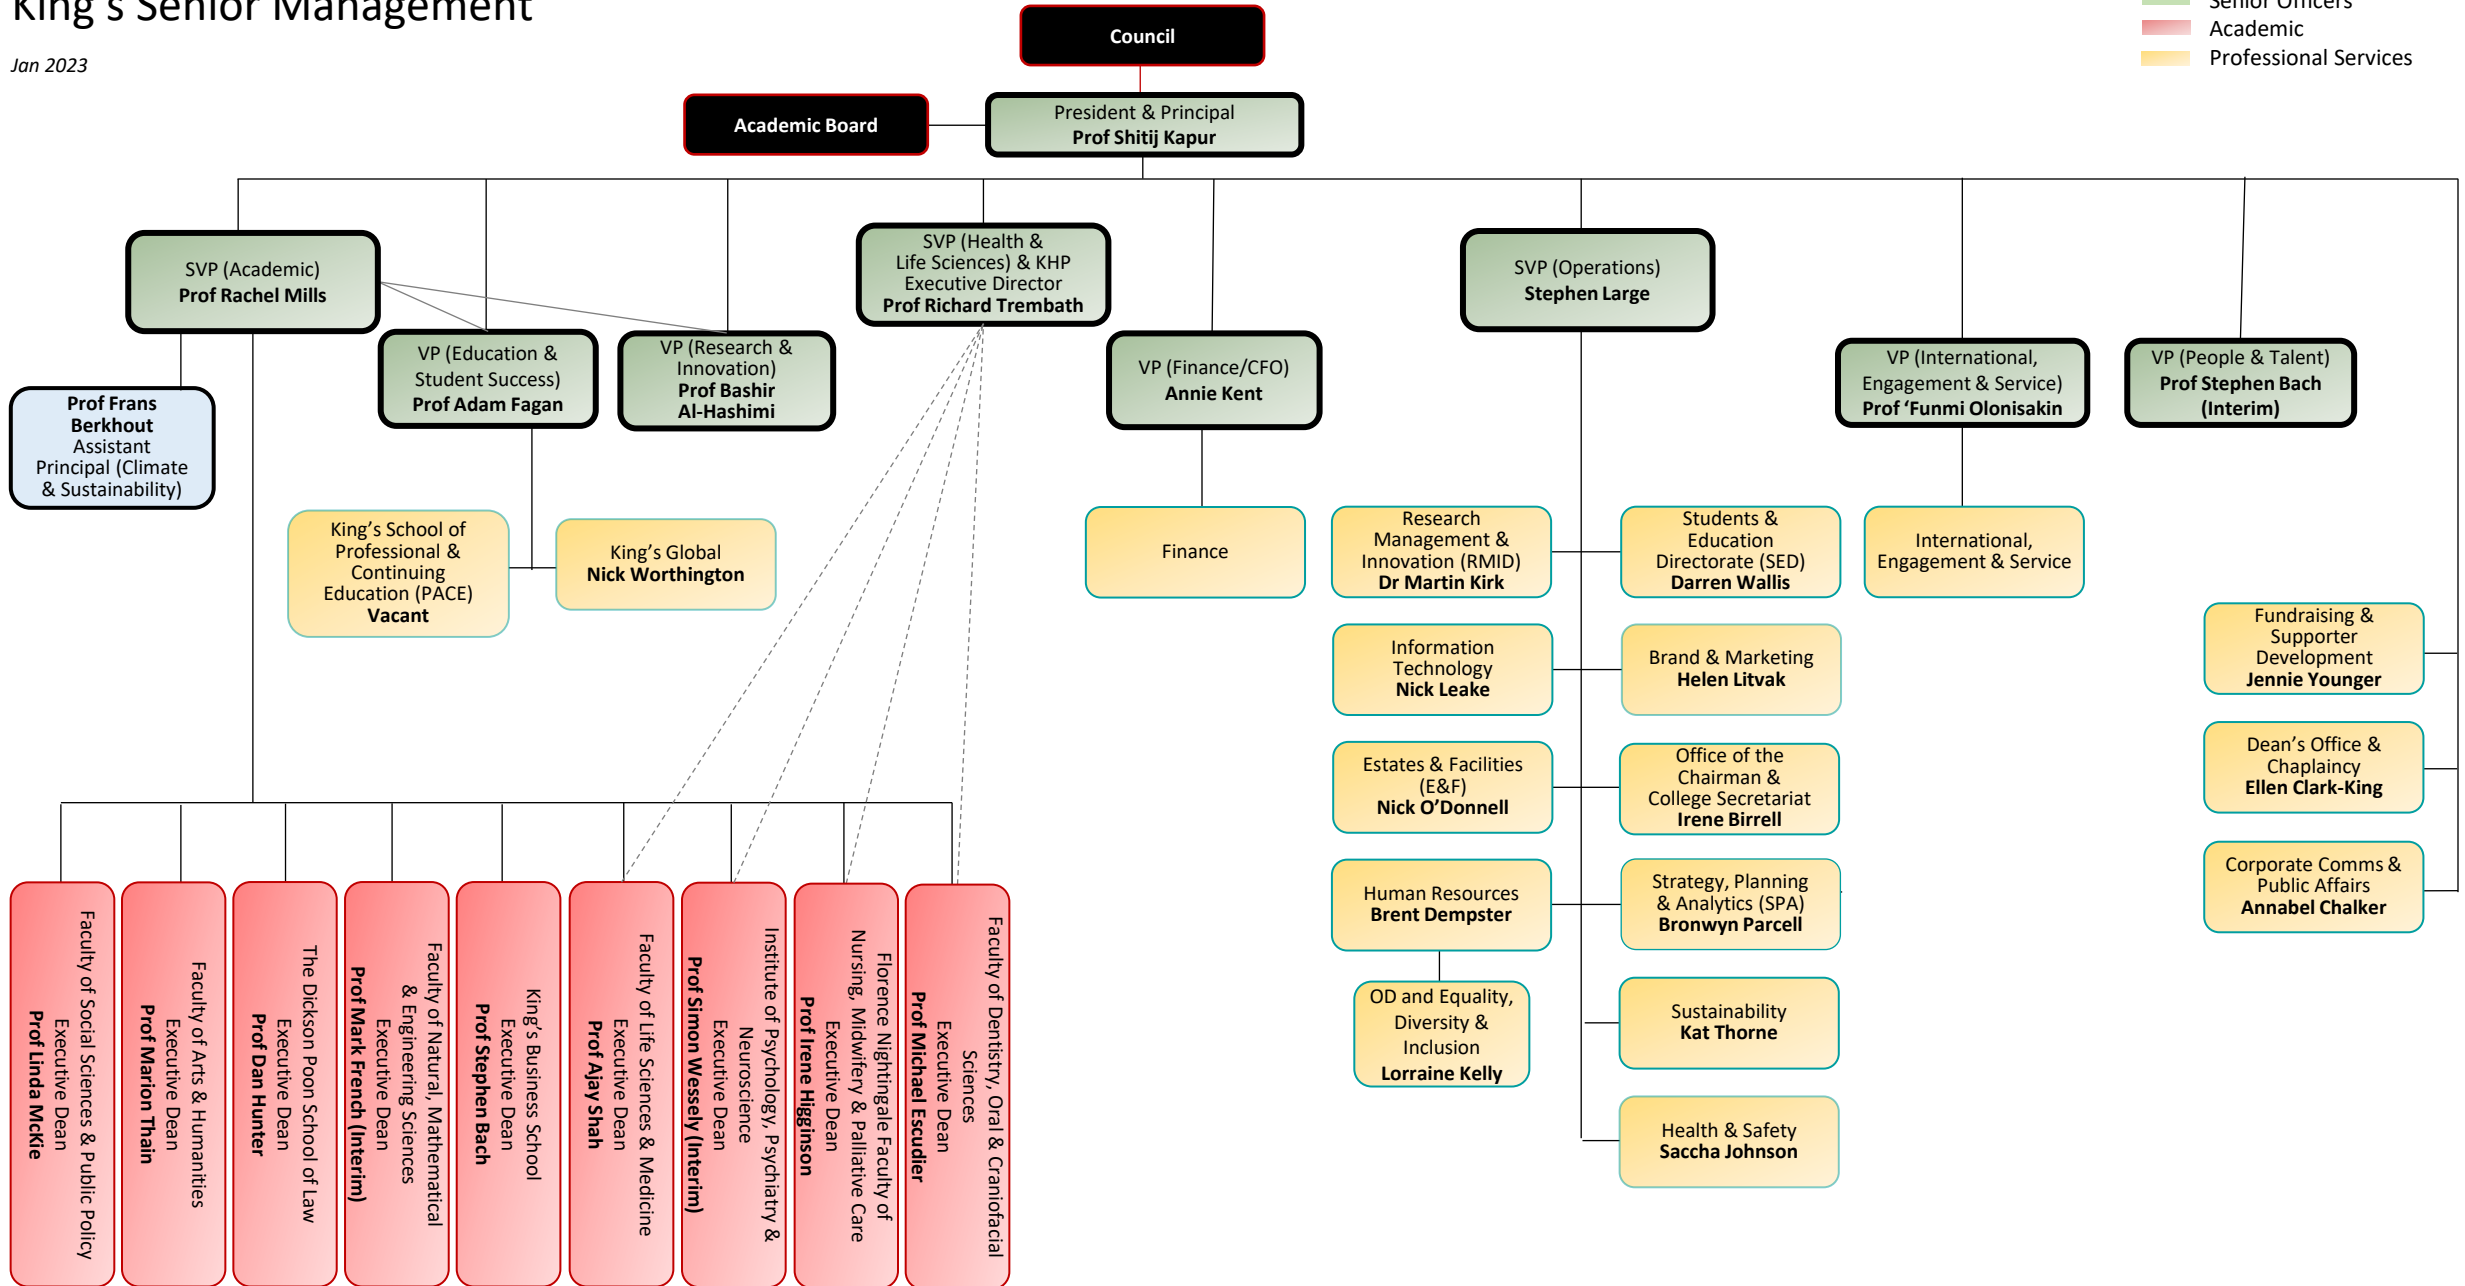 King's Senior Management
Jan 2023
Senior Officers
Academic
Professional Services
Council
Academic Board
President & Principal
Prof Shitij Kapur
SVP (Academic)
Prof Rachel Mills
VP (Education &
Student Success)
Prof Adam Fagan
VP (Research &
Innovation)
Prof Bashir
Al-Hashimi
SVP (Health &
Life Sciences) & KHP
Executive Director
Prof Richard Trembath
VP (Finance/CFO)
Annie Kent
SVP (Operations)
Stephen Large
VP (International,
Engagement & Service)
Prof ‘Funmi Olonisakin
VP (People & Talent)
Prof Stephen Bach
(Interim)
Prof Frans
Berkhout
Assistant
Principal (Climate
& Sustainability)
King’s School of
Professional &
Continuing
Education (PACE)
Vacant
King’s Global
Nick Worthington
Finance
Research
Management &
Innovation (RMID)
Dr Martin Kirk
Students &
Education
Directorate (SED)
Darren Wallis
International,
Engagement & Service
Information
Technology
Nick Leake
Brand & Marketing
Helen Litvak
Fundraising &
Supporter
Development
Jennie Younger
Estates & Facilities
(E&F)
Nick O’Donnell
Office of the
Chairman &
College Secretariat
Irene Birrell
Dean’s Office &
Chaplaincy
Ellen Clark-King
Human Resources
Brent Dempster
Strategy, Planning
& Analytics (SPA)
Bronwyn Parcell
Corporate Comms &
Public Affairs
Annabel Chalker
OD and Equality,
Diversity &
Inclusion
Lorraine Kelly
Sustainability
Kat Thorne
Health & Safety
Saccha Johnson
Faculty of Social Sciences & Public Policy
Executive Dean
Prof Linda McKie
Faculty of Arts & Humanities
Executive Dean
Prof Marion Thain
The Dickson Poon School of Law
Executive Dean
Prof Dan Hunter
Faculty of Natural, Mathematical
& Engineering Sciences
Executive Dean
Prof Mark French (Interim)
King’s Business School
Executive Dean
Prof Stephen Bach
Faculty of Life Sciences & Medicine
Executive Dean
Prof Ajay Shah
Institute of Psychology, Psychiatry &
Neuroscience
Executive Dean
Prof Simon Wessely (Interim)
Florence Nightingale Faculty of
Nursing, Midwifery & Palliative Care
Executive Dean
Prof Irene Higginson
Faculty of Dentistry, Oral & Craniofacial
Sciences
Executive Dean
Prof Michael Escudier